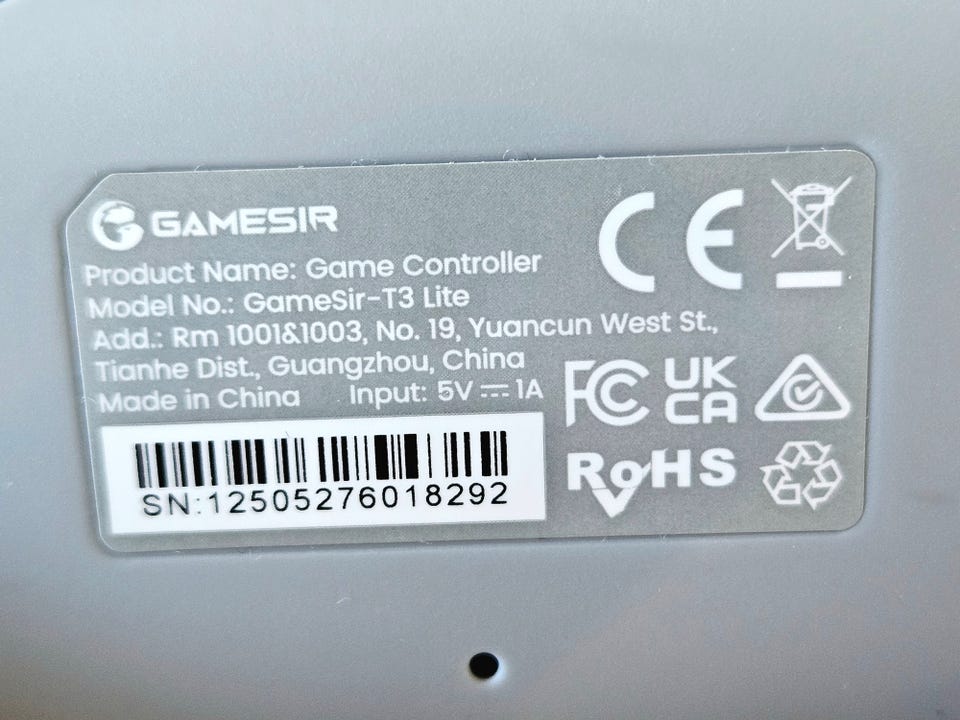 GAMESIR
Product Name: Game Controller
Model No.: GameSir-T3 Lite
Add.: Rm 1001&1003, No. 19, Yuancun West St.,
Tianhe Dist., Guangzhou, China
Made in China Input: 5V ⎓ 1A
SN:12505276018292
CE
FC
UK
CA
RoHS